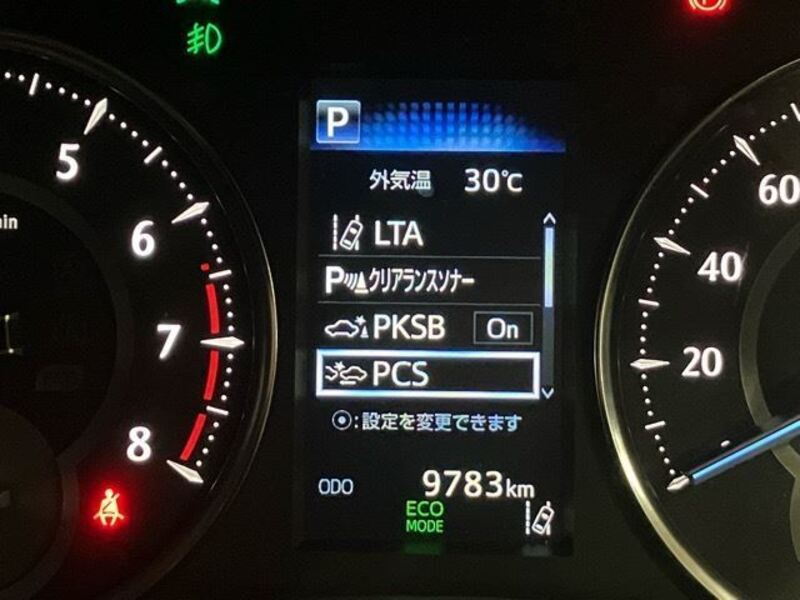 P
外気温 30℃
5
6
7
8
LTA
P クリアランスソナー
PKSB On
PCS
⦿:設定を変更できます
ODO 9783km
ECO
MODE
60
40
20